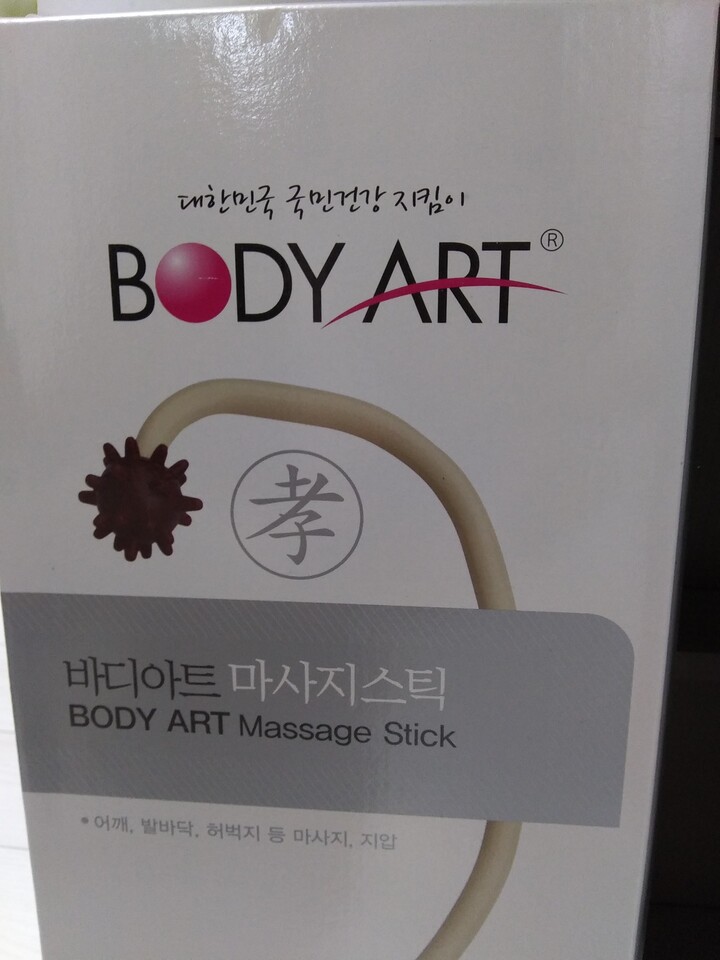 대한민국 국민건강 지킴이
BODY ART®
孝
바디아트 마사지스틱
BODY ART Massage Stick
• 어깨, 발바닥, 허벅지 등 마사지, 지압